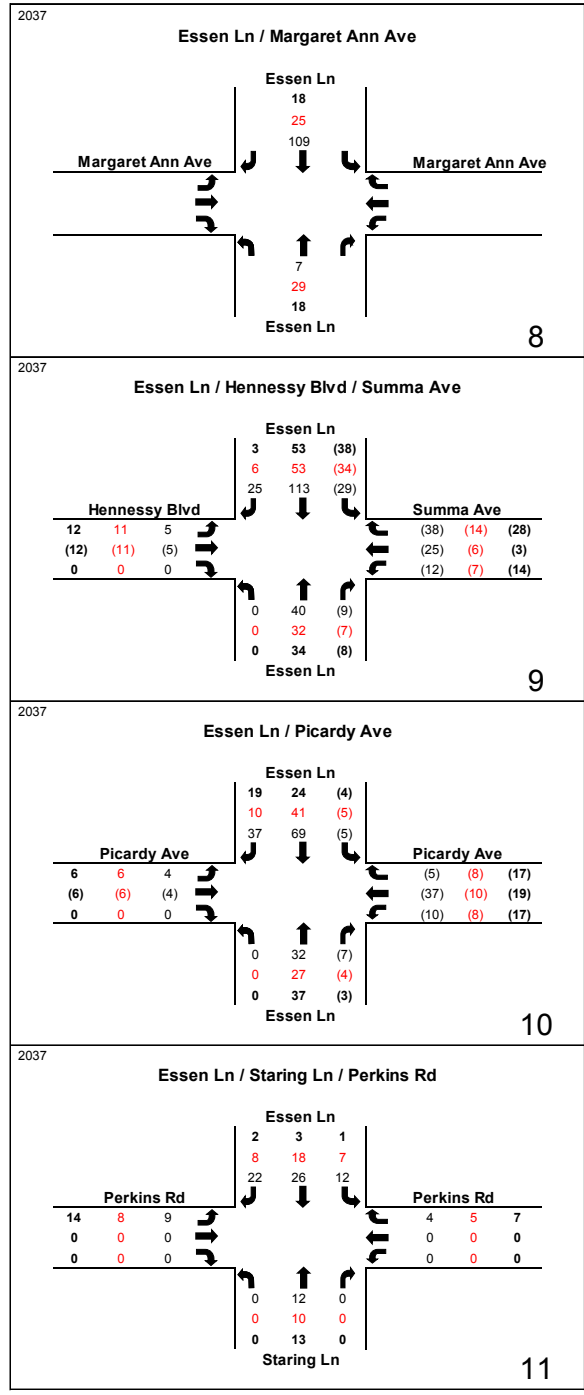 2037
Essen Ln / Margaret Ann Ave
Essen Ln
18
25
109
Margaret Ann Ave Margaret Ann Ave
7
29
18
Essen Ln
8
2037
Essen Ln / Hennessy Blvd / Summa Ave
Essen Ln
3 53 (38)
6 53 (34)
25 113 (29)
Hennessy Blvd Summa Ave
12 11 5 (38) (14) (28)
(12) (11) (5) (25) (6) (3)
0 0 0 (12) (7) (14)
0 40 (9)
0 32 (7)
0 34 (8)
Essen Ln
9
2037
Essen Ln / Picardy Ave
Essen Ln
19 24 (4)
10 41 (5)
37 69 (5)
Picardy Ave Picardy Ave
6 6 4 (5) (8) (17)
(6) (6) (4) (37) (10) (19)
0 0 0 (10) (8) (17)
0 32 (7)
0 27 (4)
0 37 (3)
Essen Ln
10
2037
Essen Ln / Staring Ln / Perkins Rd
Essen Ln
2 3 1
8 18 7
22 26 12
Perkins Rd Perkins Rd
14 8 9 4 5 7
0 0 0 0 0 0
0 0 0 0 0 0
0 12 0
0 10 0
0 13 0
Staring Ln
11